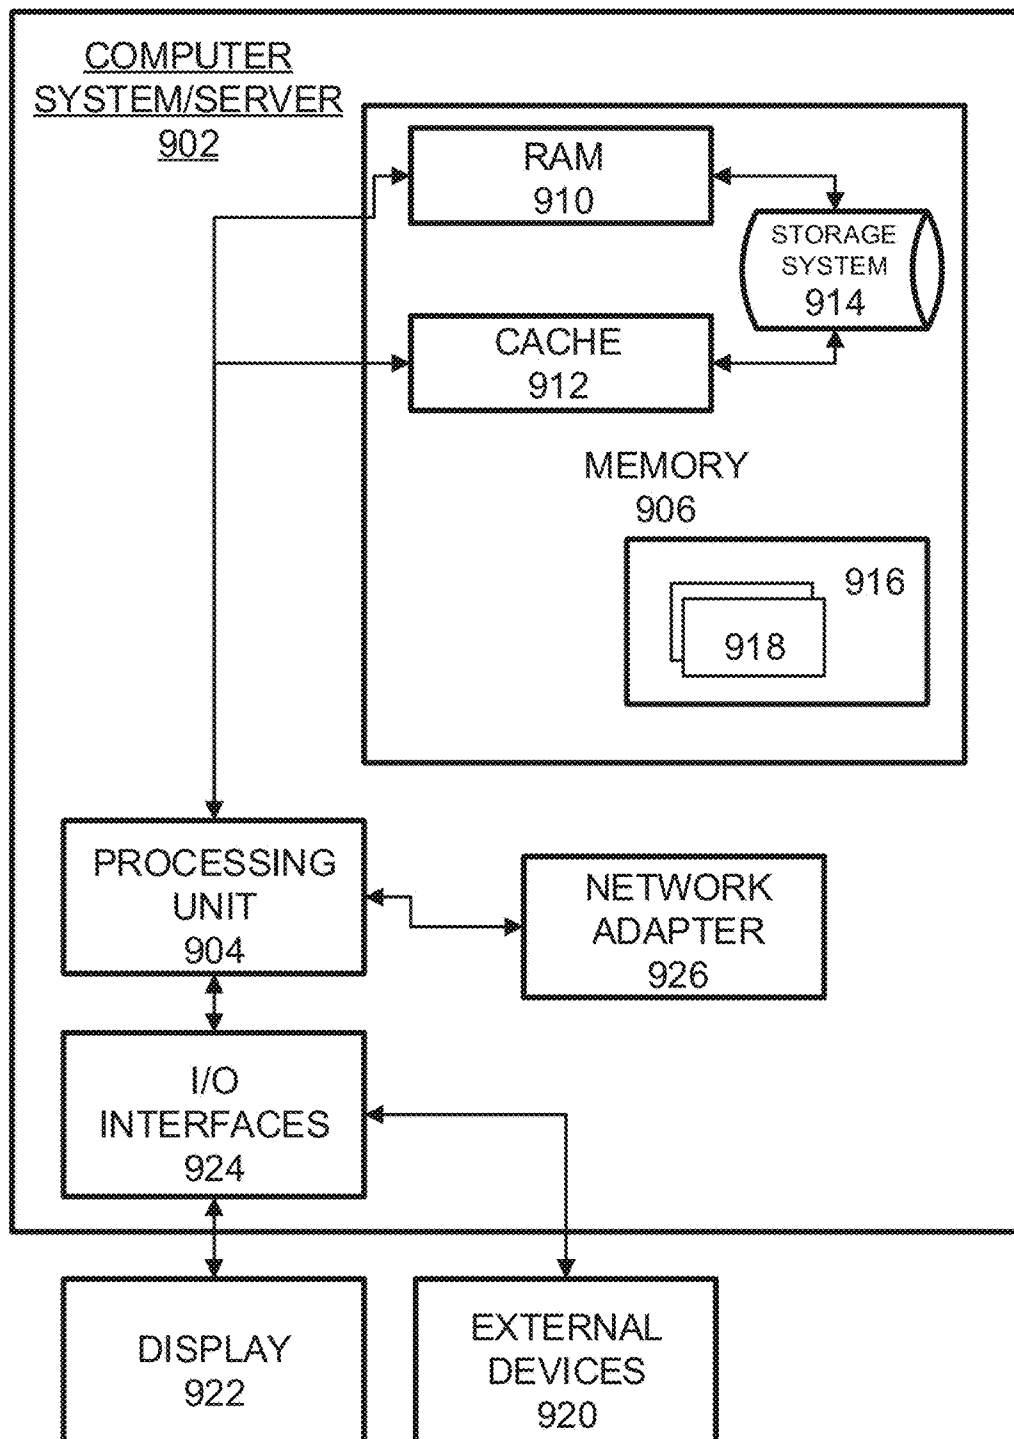 COMPUTER
SYSTEM/SERVER
902
RAM
910
STORAGE
SYSTEM
914
CACHE
912
MEMORY
906
916
918
PROCESSING
UNIT
904
NETWORK
ADAPTER
926
I/O
INTERFACES
924
DISPLAY
922
EXTERNAL
DEVICES
920